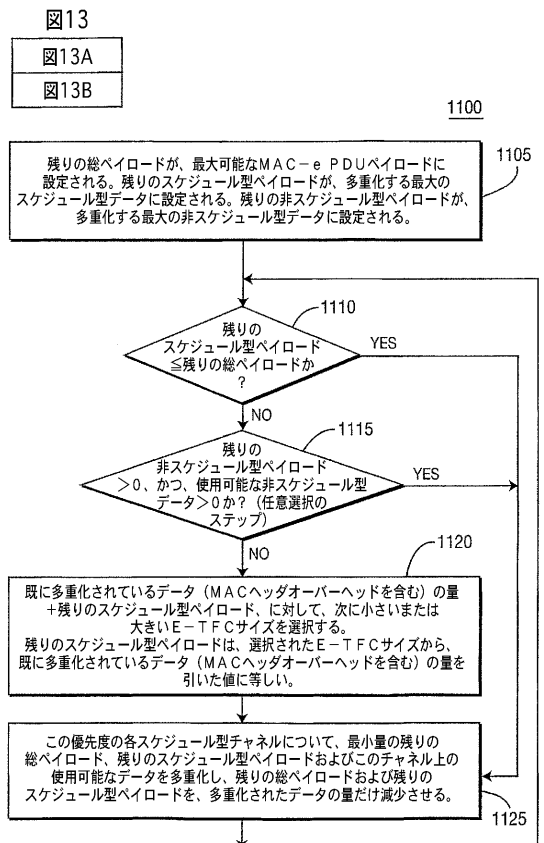 図13
図13A
図13B
1100
残りの総ペイロードが、最大可能なMAC-e PDUペイロードに
設定される。残りのスケジュール型ペイロードが、多重化する最大の
スケジュール型データに設定される。残りの非スケジュール型ペイロードが、
多重化する最大の非スケジュール型データに設定される。
1105
1110
残りの
スケジュール型ペイロード
≦残りの総ペイロードか
?
YES
NO
1115
残りの
非スケジュール型ペイロード
>0、かつ、使用可能な非スケジュール型
データ>0か?(任意選択の
ステップ)
YES
NO
1120
既に多重化されているデータ(MACヘッダオーバーヘッドを含む)の量
+残りのスケジュール型ペイロード、に対して、次に小さいまたは
大きいE-TFCサイズを選択する。
残りのスケジュール型ペイロードは、選択されたE-TFCサイズから、
既に多重化されているデータ(MACヘッダオーバーヘッドを含む)の量を
引いた値に等しい。
この優先度の各スケジュール型チャネルについて、最小量の残りの
総ペイロード、残りのスケジュール型ペイロードおよびこのチャネル上の
使用可能なデータを多重化し、残りの総ペイロードおよび残りの
スケジュール型ペイロードを、多重化されたデータの量だけ減少させる。
1125